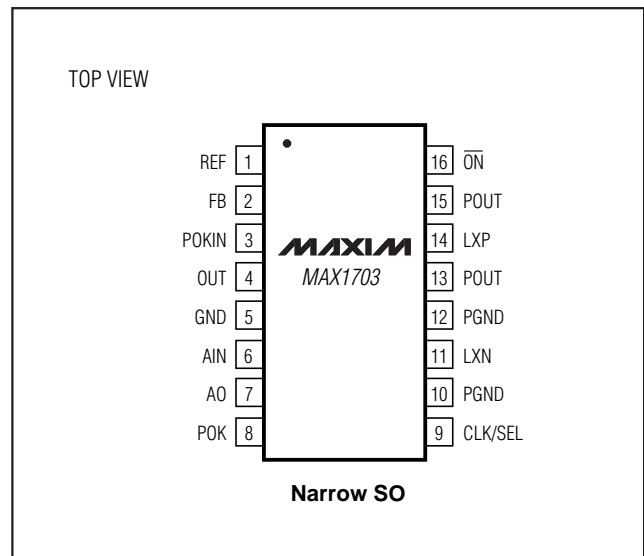 TOP VIEW
REF 1
FB 2
POKIN 3
OUT 4
GND 5
AIN 6
AO 7
POK 8
MAXIM
MAX1703
16 O̅N̅
15 POUT
14 LXP
13 POUT
12 PGND
11 LXN
10 PGND
9 CLK/SEL
Narrow SO